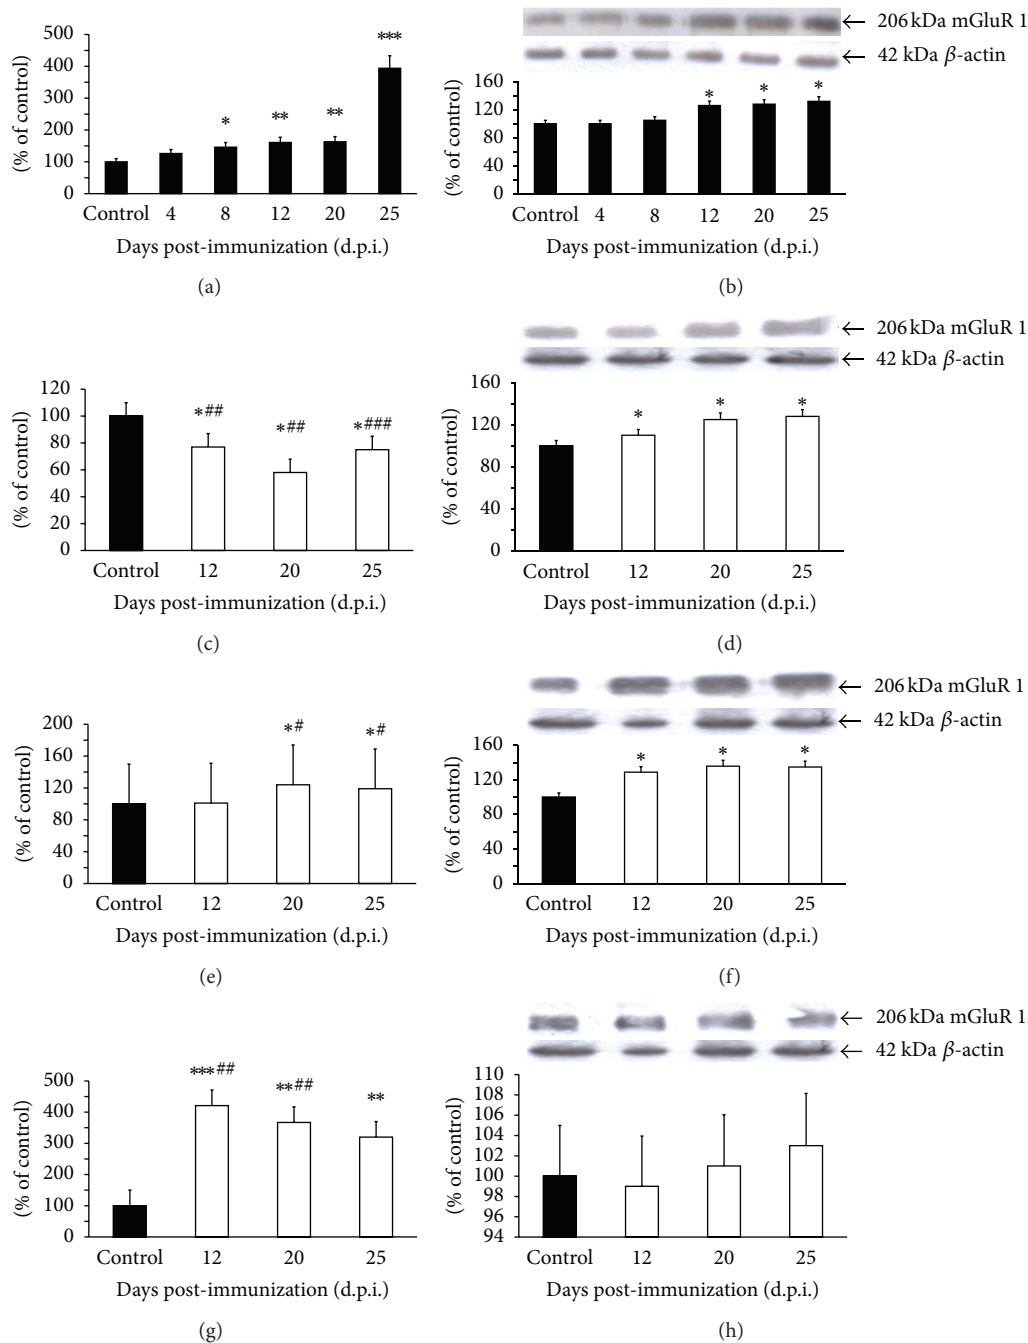 (% of control)
500
400
300
200
100
0
* ** ** ***
Control 4 8 12 20 25
Days post-immunization (d.p.i.)
(a)
206 kDa mGluR 1
42 kDa β-actin
(% of control)
160
120
80
40
0
* * *
Control 4 8 12 20 25
Days post-immunization (d.p.i.)
(b)
(% of control)
120
100
80
60
40
20
0
*## *## *###
Control 12 20 25
Days post-immunization (d.p.i.)
(c)
206 kDa mGluR 1
42 kDa β-actin
(% of control)
160
120
80
40
0
* * *
Control 12 20 25
Days post-immunization (d.p.i.)
(d)
(% of control)
200
160
120
80
40
0
*# *#
Control 12 20 25
Days post-immunization (d.p.i.)
(e)
206 kDa mGluR 1
42 kDa β-actin
(% of control)
160
120
80
40
0
* * *
Control 12 20 25
Days post-immunization (d.p.i.)
(f)
(% of control)
500
400
300
200
100
0
***## **## **
Control 12 20 25
Days post-immunization (d.p.i.)
(g)
206 kDa mGluR 1
42 kDa β-actin
(% of control)
110
108
106
104
102
100
98
96
94
Control 12 20 25
Days post-immunization (d.p.i.)
(h)